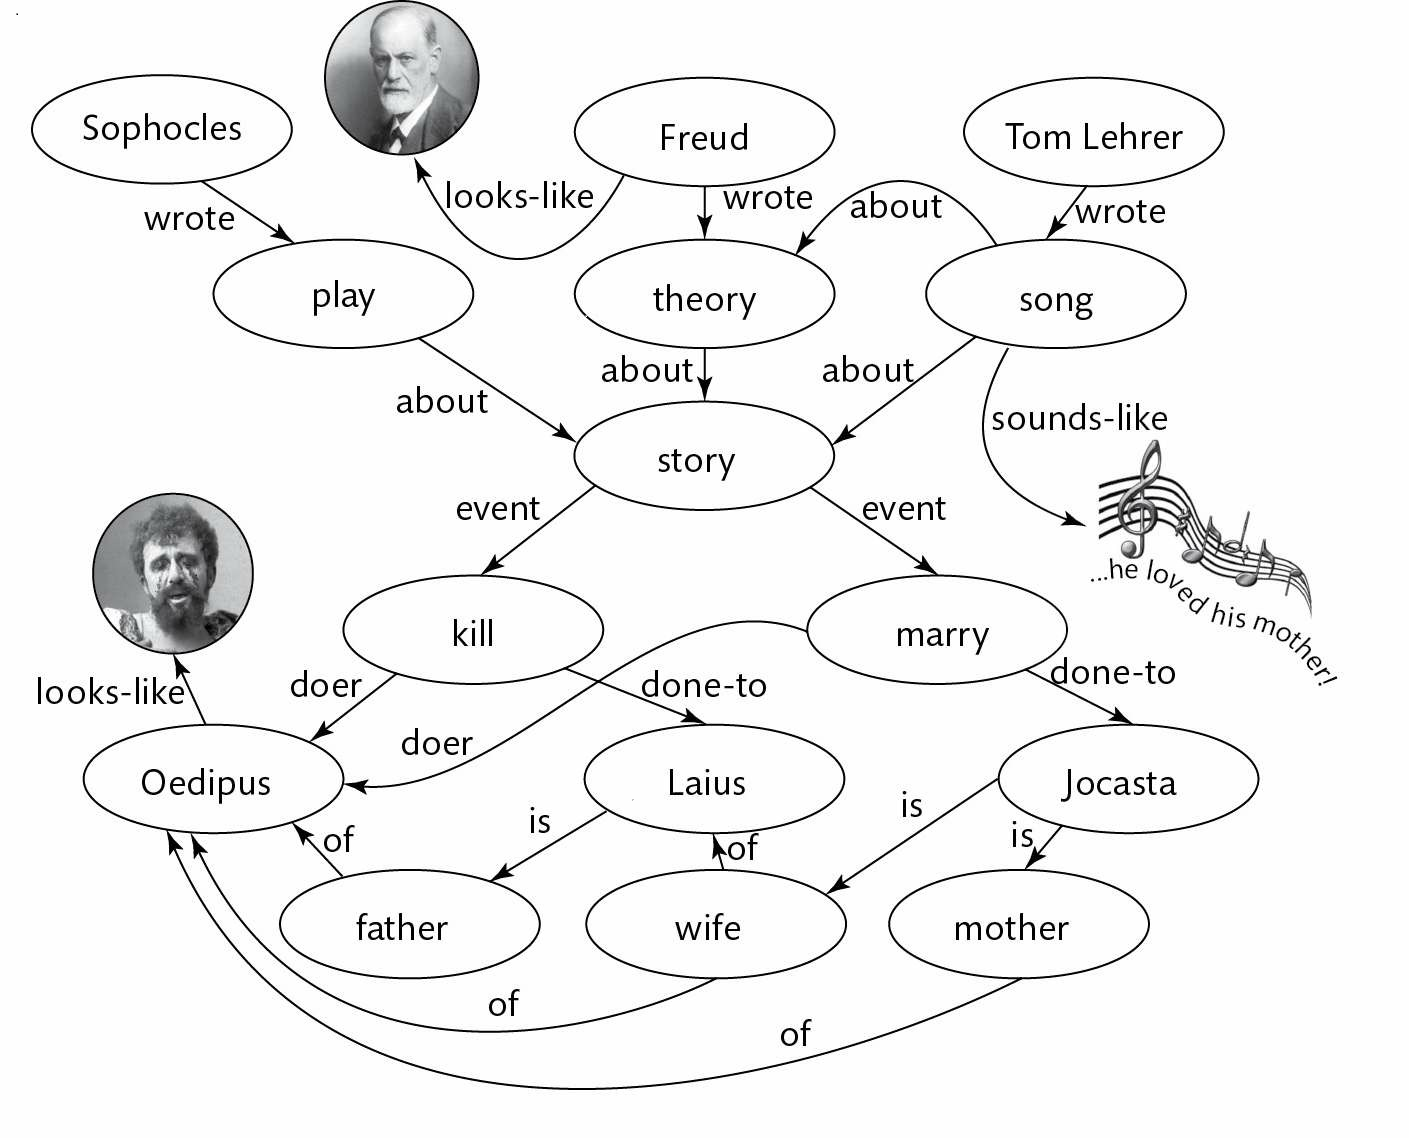 Sophocles
Freud
Tom Lehrer
looks-like
wrote
about
wrote
wrote
play
theory
song
about
about
about
sounds-like
story
event
event
...he loved his mother!
kill
marry
looks-like
doer
done-to
done-to
doer
Oedipus
Laius
Jocasta
is
is
of
of
is
father
wife
mother
of
of